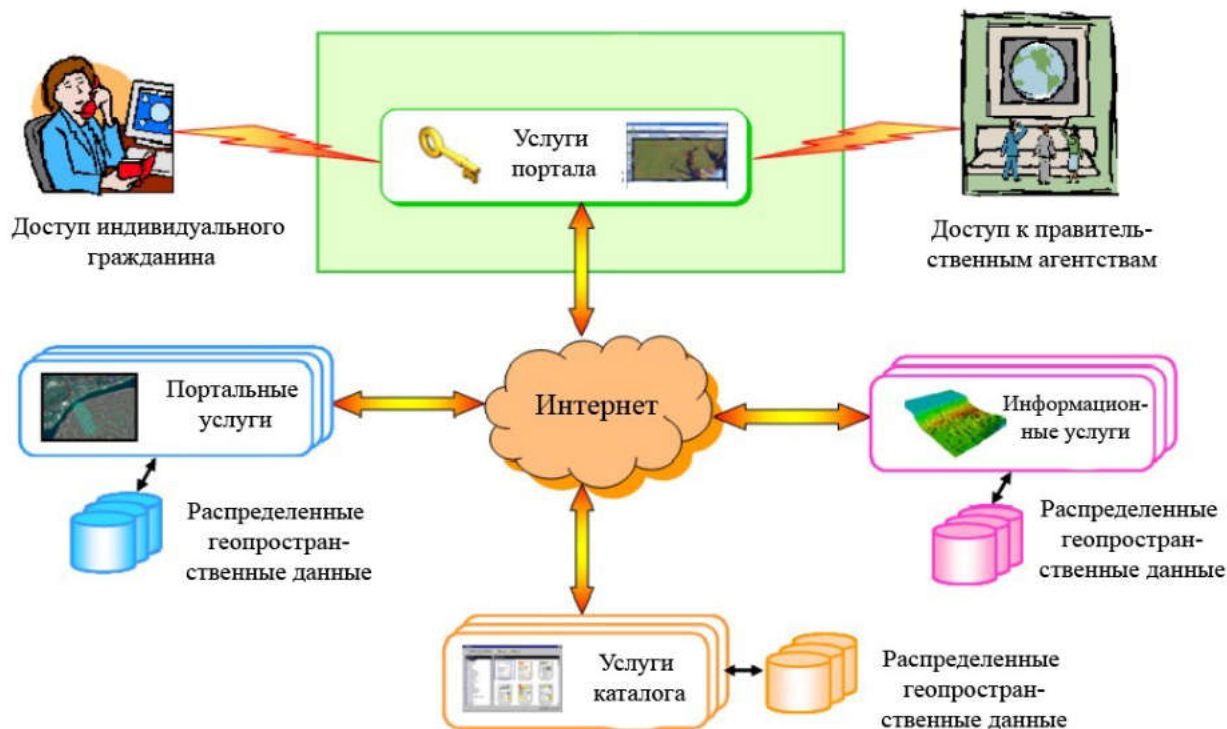 Услуги
портала
Доступ индивидуального
гражданина
Доступ к правитель-
ственным агентствам
Портальные
услуги
Интернет
Информацион-
ные услуги
Распределенные
геопростран-
ственные данные
Распределенные
геопростран-
ственные данные
Услуги
каталога
Распределенные
геопростран-
ственные данные